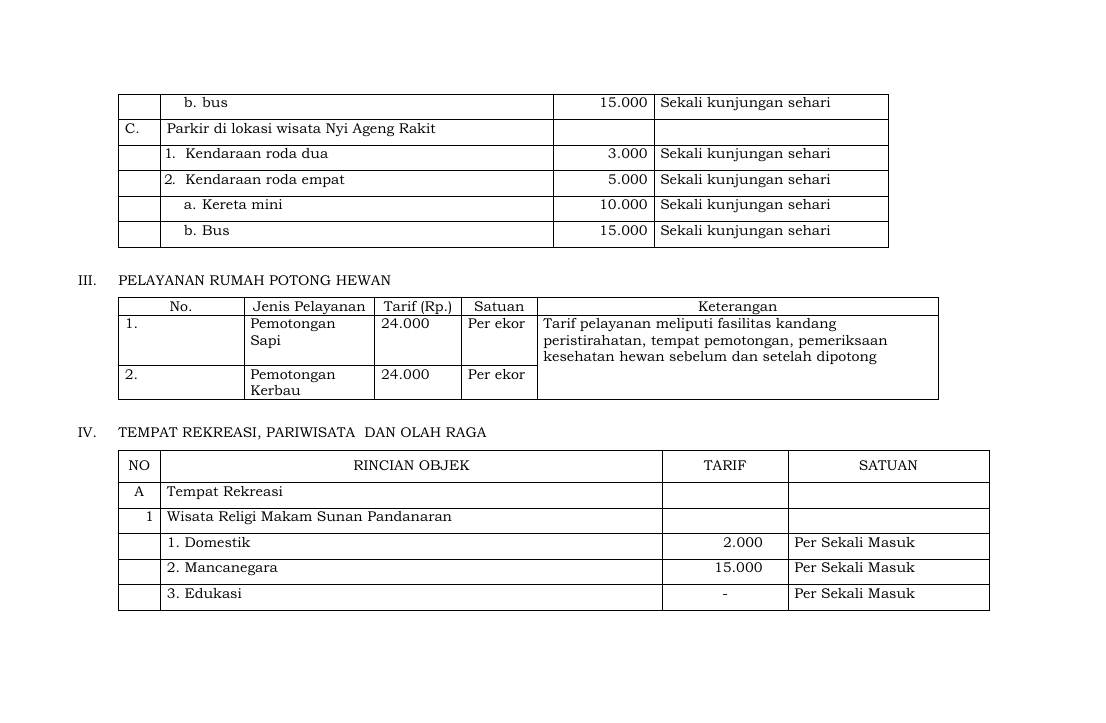 b. bus 15.000 Sekali kunjungan sehari
C. Parkir di lokasi wisata Nyi Ageng Rakit
1. Kendaraan roda dua 3.000 Sekali kunjungan sehari
2. Kendaraan roda empat 5.000 Sekali kunjungan sehari
a. Kereta mini 10.000 Sekali kunjungan sehari
b. Bus 15.000 Sekali kunjungan sehari
III. PELAYANAN RUMAH POTONG HEWAN
No. Jenis Pelayanan Tarif (Rp.) Satuan Keterangan
1. Pemotongan 24.000 Per ekor Tarif pelayanan meliputi fasilitas kandang
Sapi peristirahatan, tempat pemotongan, pemeriksaan
kesehatan hewan sebelum dan setelah dipotong
2. Pemotongan 24.000 Per ekor
Kerbau
IV. TEMPAT REKREASI, PARIWISATA DAN OLAH RAGA
NO RINCIAN OBJEK TARIF SATUAN
A Tempat Rekreasi
1 Wisata Religi Makam Sunan Pandanaran
1. Domestik 2.000 Per Sekali Masuk
2. Mancanegara 15.000 Per Sekali Masuk
3. Edukasi - Per Sekali Masuk